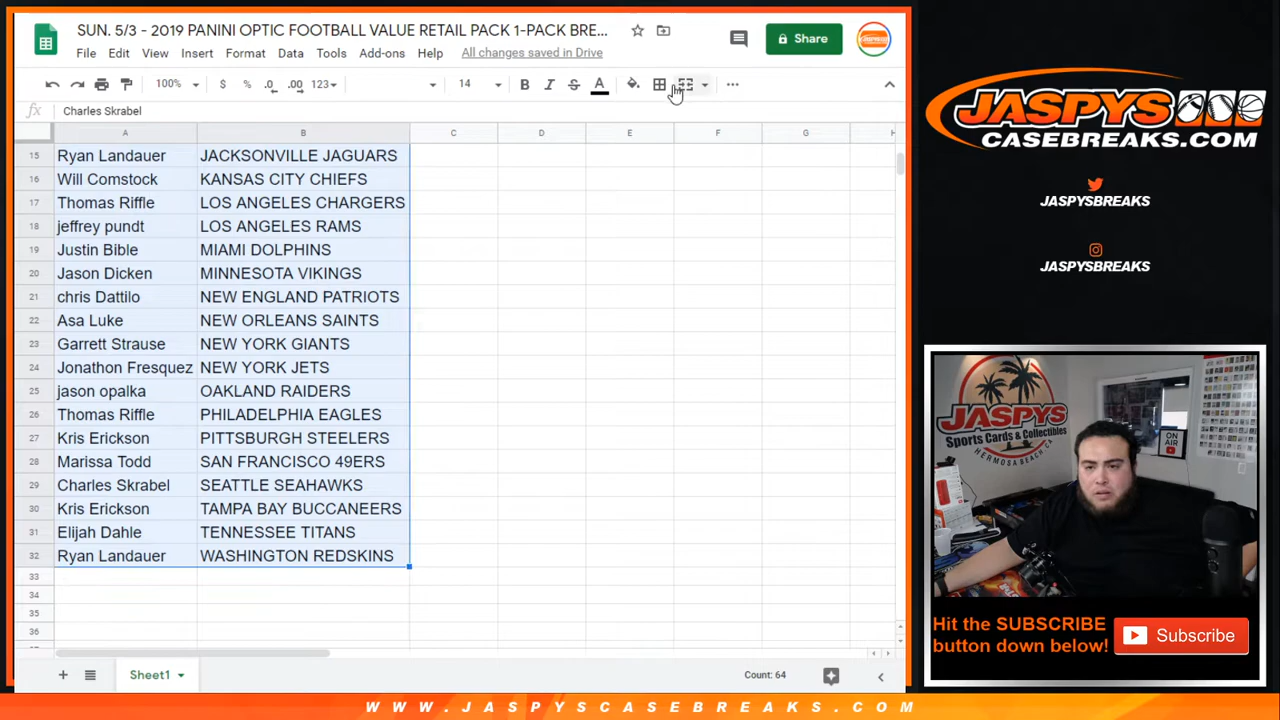 SUN. 5/3 - 2019 PANINI OPTIC FOOTBALL VALUE RETAIL PACK 1-PACK BRE...
File Edit View Insert Format Data Tools Add-ons Help All changes saved in Drive
Share
100% $ % .0 .00 123 14 B I S A
fx Charles Skrabel
A B C D E F G H
15 Ryan Landauer JACKSONVILLE JAGUARS
16 Will Comstock KANSAS CITY CHIEFS
17 Thomas Riffle LOS ANGELES CHARGERS
18 jeffrey pundt LOS ANGELES RAMS
19 Justin Bible MIAMI DOLPHINS
20 Jason Dicken MINNESOTA VIKINGS
21 chris Dattilo NEW ENGLAND PATRIOTS
22 Asa Luke NEW ORLEANS SAINTS
23 Garrett Strause NEW YORK GIANTS
24 Jonathon Fresquez NEW YORK JETS
25 jason opalka OAKLAND RAIDERS
26 Thomas Riffle PHILADELPHIA EAGLES
27 Kris Erickson PITTSBURGH STEELERS
28 Marissa Todd SAN FRANCISCO 49ERS
29 Charles Skrabel SEATTLE SEAHAWKS
30 Kris Erickson TAMPA BAY BUCCANEERS
31 Elijah Dahle TENNESSEE TITANS
32 Ryan Landauer WASHINGTON REDSKINS
33
34
35
36
Sheet1
Count: 64
JASPYS
CASEBREAKS.COM
JASPYSBREAKS
JASPYSBREAKS
JASPYS
Sports Cards & Collectibles
HERMOSA BEACH, CA
ON AIR
Hit the SUBSCRIBE
button down below!
Subscribe
WWW.JASPYSCASEBREAKS.COM